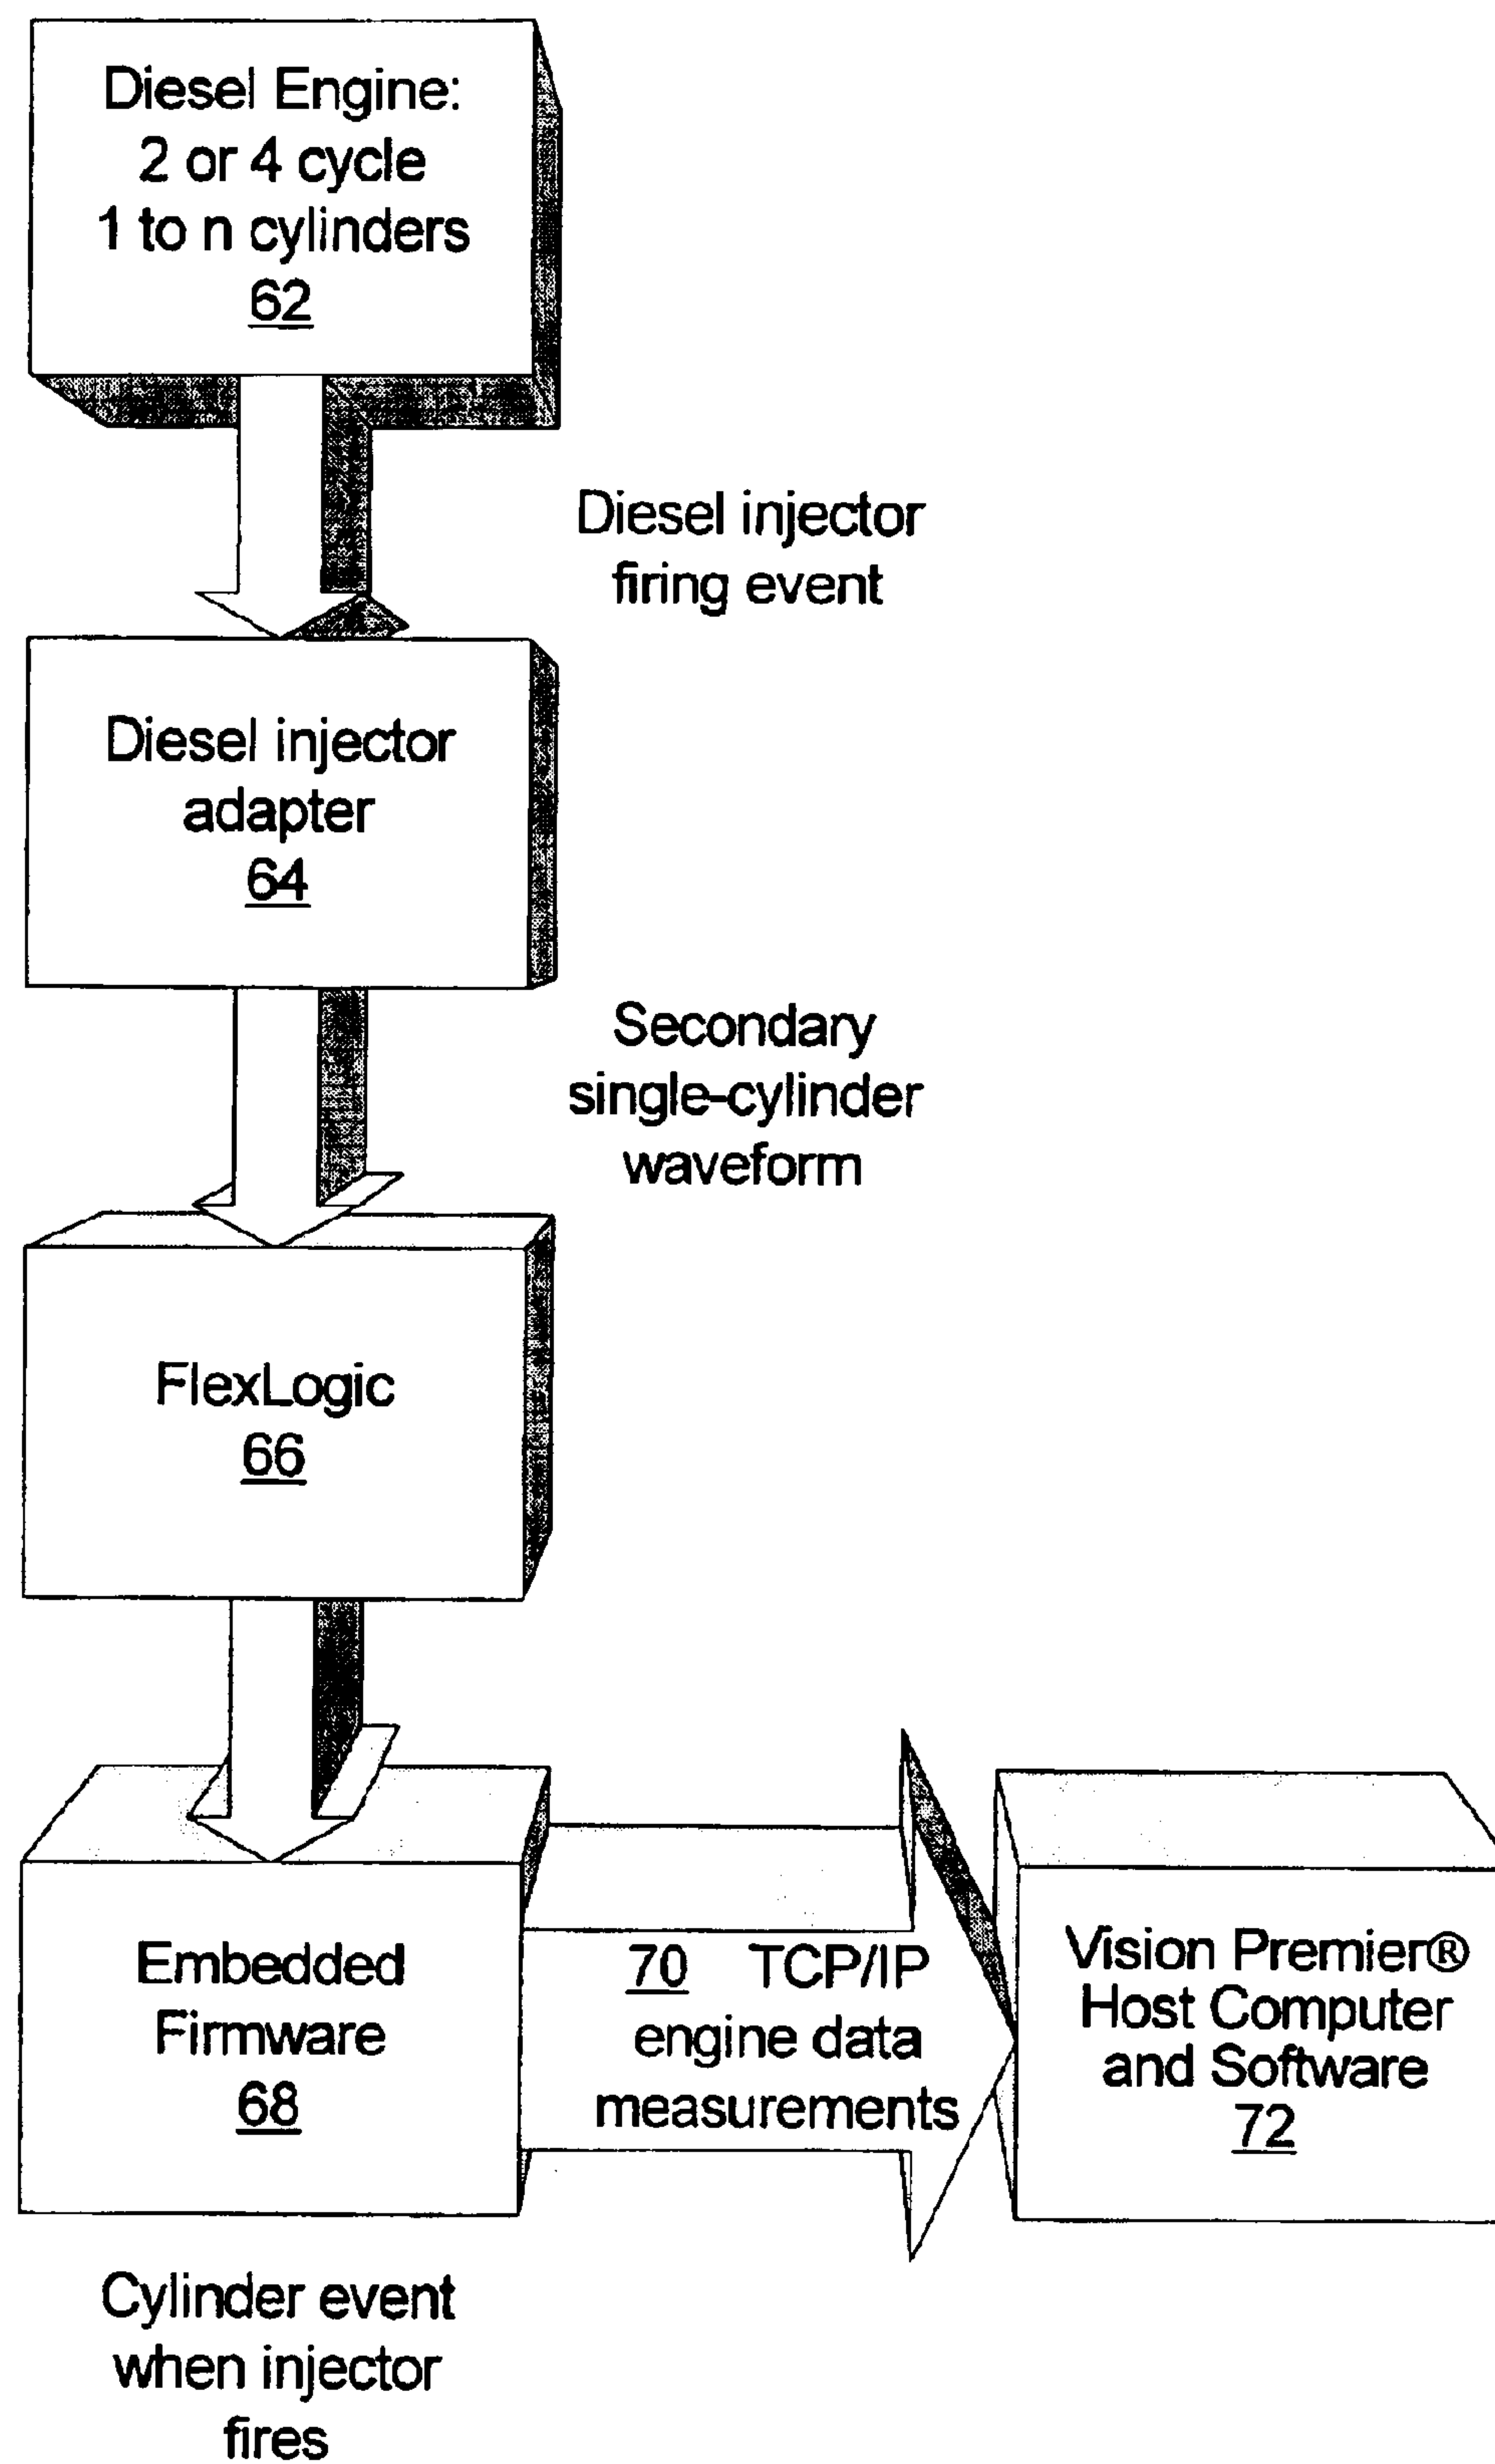 Diesel Engine:
2 or 4 cycle
1 to n cylinders
62
Diesel injector
firing event
Diesel injector
adapter
64
Secondary
single-cylinder
waveform
FlexLogic
66
Embedded
Firmware
68
70 TCP/IP
engine data
measurements
Vision Premier®
Host Computer
and Software
72
Cylinder event
when injector
fires